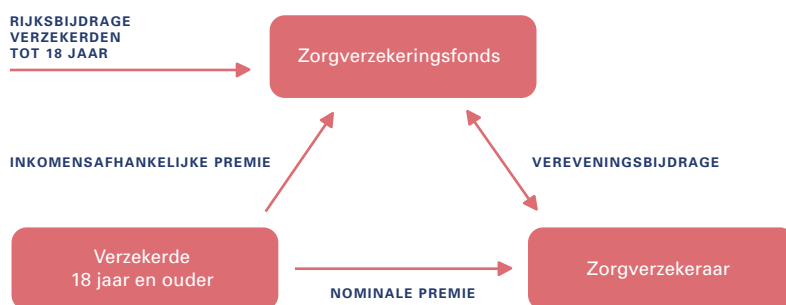 RIJKSBIJDRAGE
VERZEKERDEN
TOT 18 JAAR
Zorgverzekeringsfonds
INKOMENSAFHANKELIJKE PREMIE
VEREVENINGSBIJDRAGE
Verzekerde
18 jaar en ouder
NOMINALE PREMIE
Zorgverzekeraar